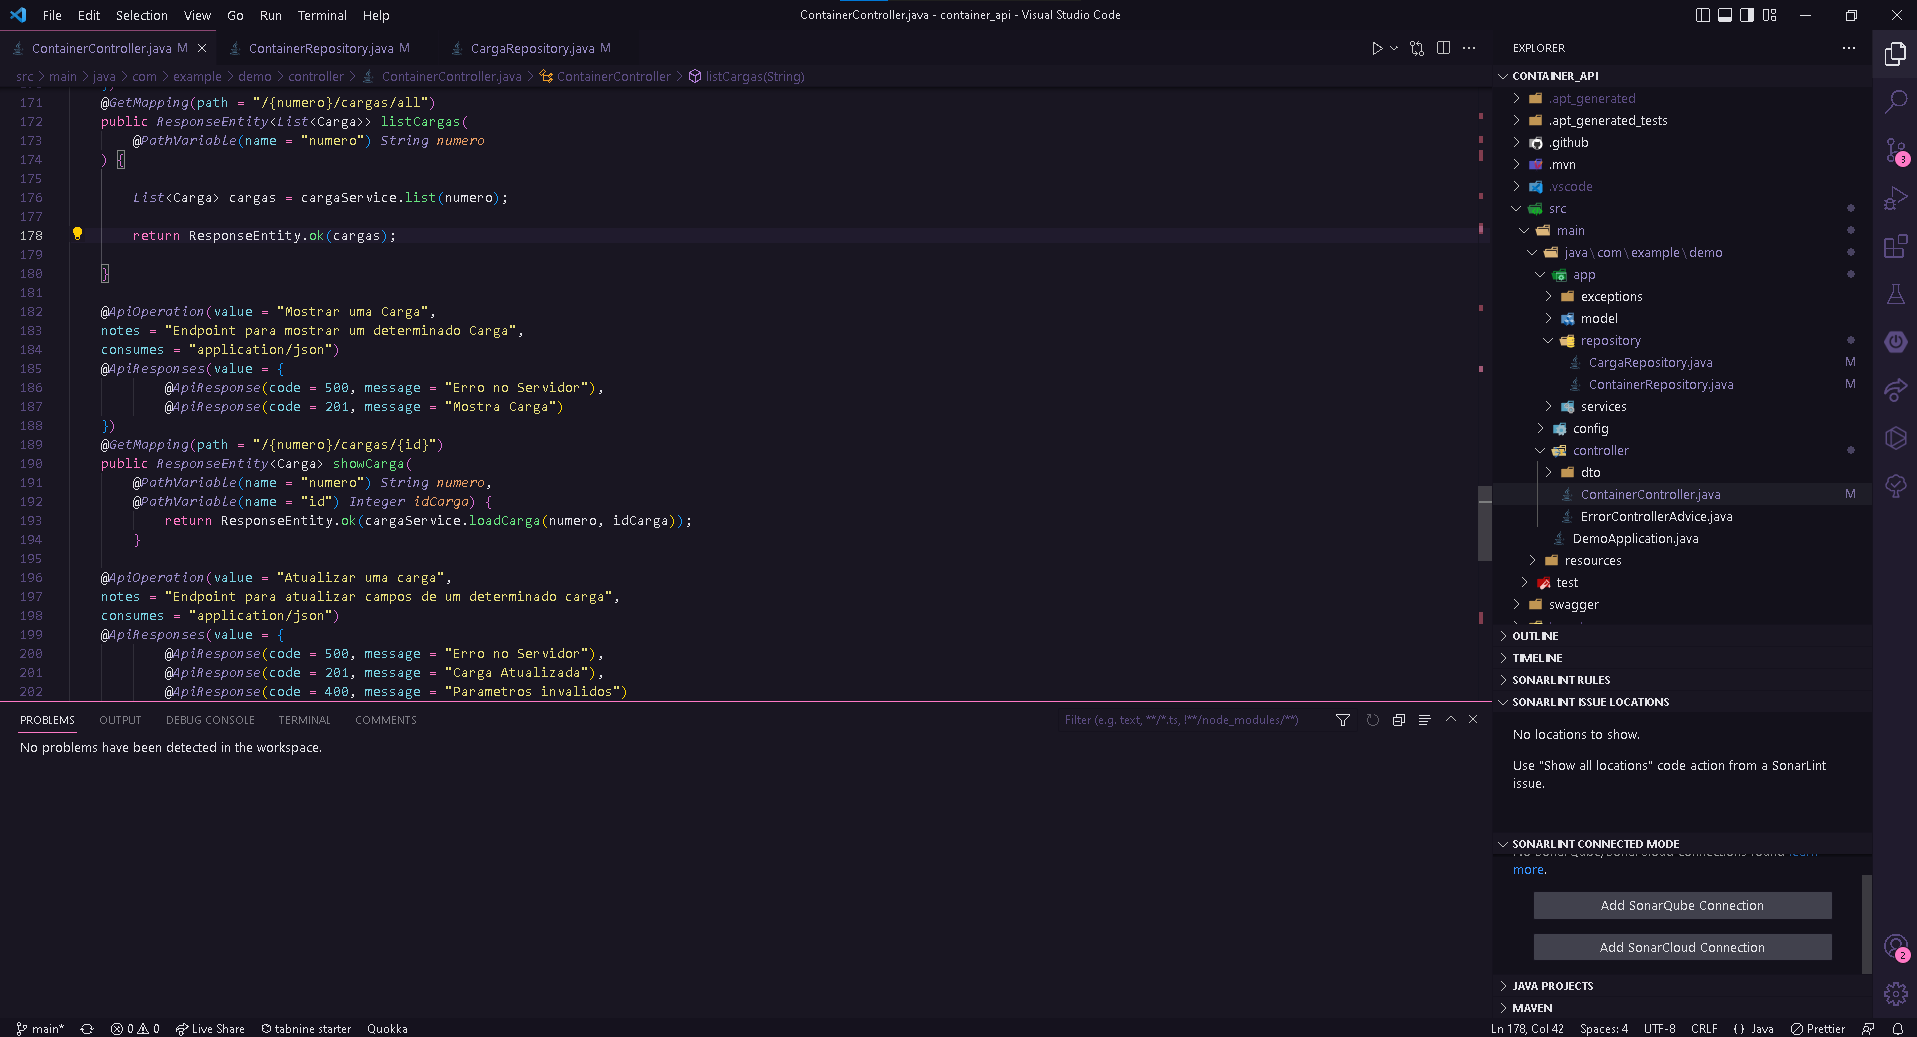 File Edit Selection View Go Run Terminal Help
ContainerController.java - container_api - Visual Studio Code
ContainerController.java M
ContainerRepository.java M
CargaRepository.java M
src > main > java > com > example > demo > controller > ContainerController.java > ContainerController > listCargas(String)
171 @GetMapping(path = "/{numero}/cargas/all")
172 public ResponseEntity<List<Carga>> listCargas(
173 @PathVariable(name = "numero") String numero
174 ) {
175
176 List<Carga> cargas = cargaService.list(numero);
177
178 return ResponseEntity.ok(cargas);
179
180 }
181
182 @ApiOperation(value = "Mostrar uma Carga",
183 notes = "Endpoint para mostrar um determinado Carga",
184 consumes = "application/json")
185 @ApiResponses(value = {
186 @ApiResponse(code = 500, message = "Erro no Servidor"),
187 @ApiResponse(code = 201, message = "Mostra Carga")
188 })
189 @GetMapping(path = "/{numero}/cargas/{id}")
190 public ResponseEntity<Carga> showCarga(
191 @PathVariable(name = "numero") String numero,
192 @PathVariable(name = "id") Integer idCarga) {
193 return ResponseEntity.ok(cargaService.loadCarga(numero, idCarga));
194 }
195
196 @ApiOperation(value = "Atualizar uma carga",
197 notes = "Endpoint para atualizar campos de um determinado carga",
198 consumes = "application/json")
199 @ApiResponses(value = {
200 @ApiResponse(code = 500, message = "Erro no Servidor"),
201 @ApiResponse(code = 201, message = "Carga Atualizada"),
202 @ApiResponse(code = 400, message = "Parametros invalidos")
PROBLEMS OUTPUT DEBUG CONSOLE TERMINAL COMMENTS
Filter (e.g. text, **/*.ts, !**/node_modules/**)
No problems have been detected in the workspace.
EXPLORER
CONTAINER_API
.apt_generated
.apt_generated_tests
.github
.mvn
.vscode
src
main
java\com\example\demo
app
exceptions
model
repository
CargaRepository.java M
ContainerRepository.java M
services
config
controller
dto
ContainerController.java M
ErrorControllerAdvice.java
DemoApplication.java
resources
test
swagger
OUTLINE
TIMELINE
SONARLINT RULES
SONARLINT ISSUE LOCATIONS
No locations to show.
Use "Show all locations" code action from a SonarLint
issue.
SONARLINT CONNECTED MODE
No SonarQube/SonarCloud connections found learn
more.
Add SonarQube Connection
Add SonarCloud Connection
JAVA PROJECTS
MAVEN
3
2
main* 0 0 Live Share tabnine starter Quokka
Ln 178, Col 42 Spaces: 4 UTF-8 CRLF {} Java Prettier